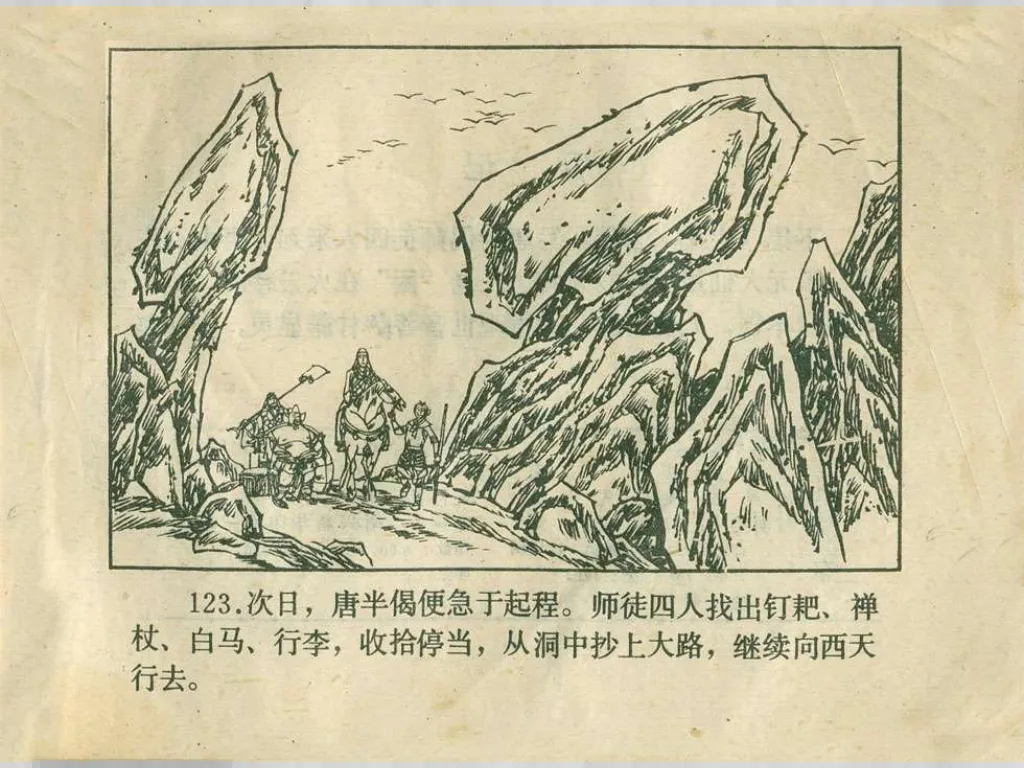 123.次日，唐半偈便急于起程。师徒四人找出钉耙、禅
杖、白马、行李，收拾停当，从洞中抄上大路，继续向西天
行去。